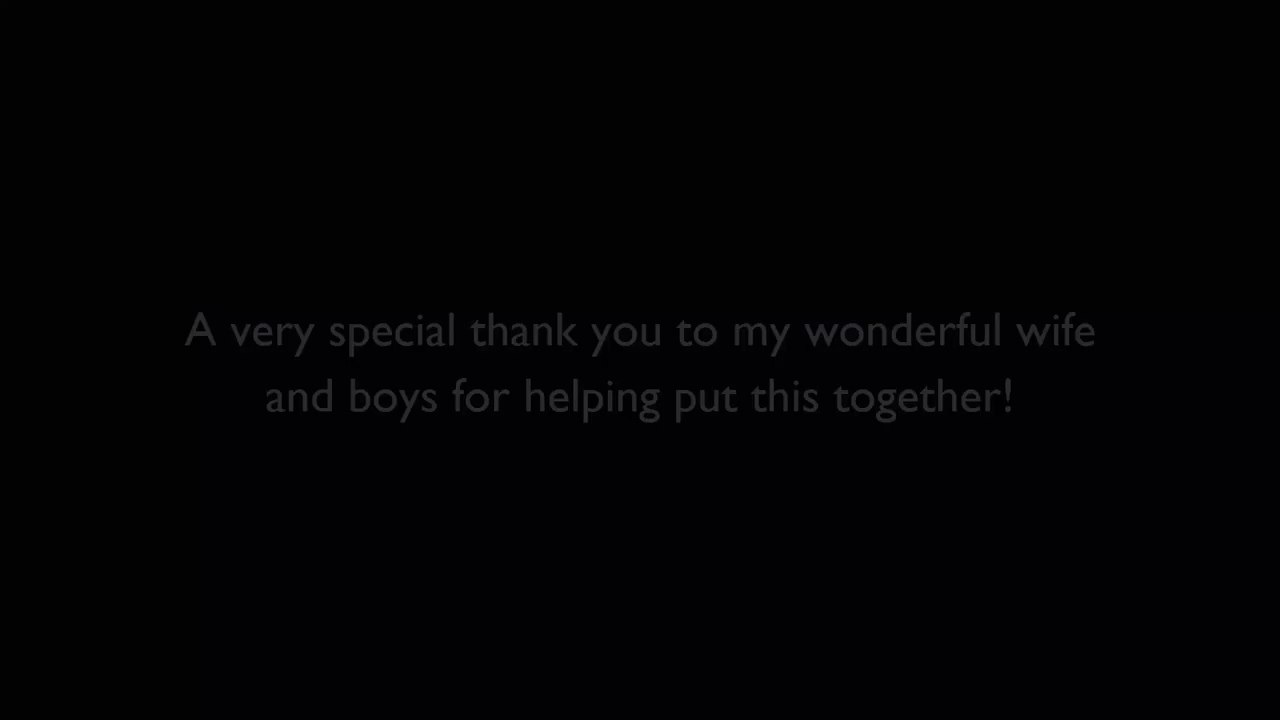 A very special thank you to my wonderful wife
and boys for helping put this together!